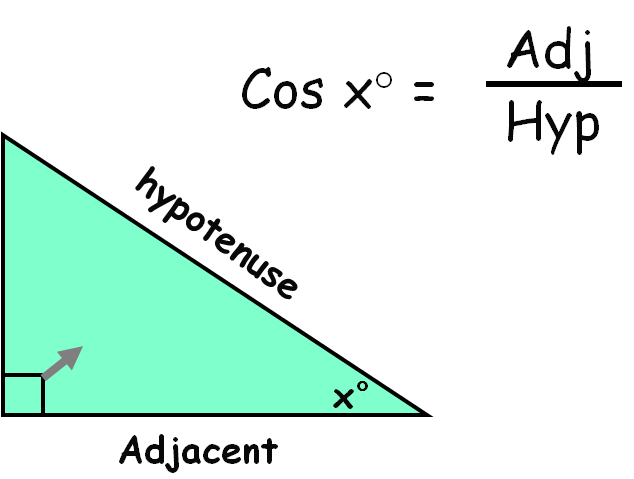 Cos x° = Adj
Hyp
hypotenuse
x°
Adjacent